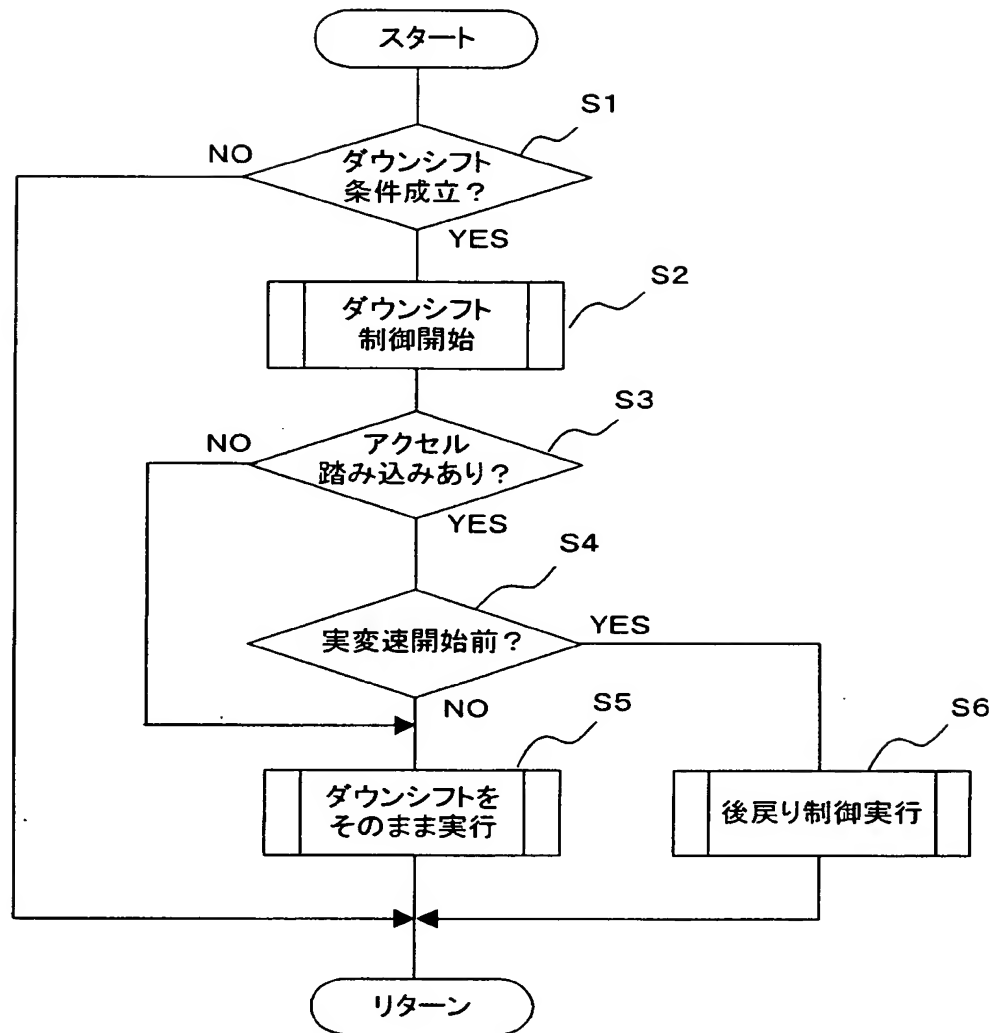 スタート
S1
NO
ダウンシフト
条件成立？
YES
S2
ダウンシフト
制御開始
S3
NO
アクセル
踏み込みあり？
YES
S4
実変速開始前？
YES
NO
S5
S6
ダウンシフトを
そのまま実行
後戻り制御実行
リターン